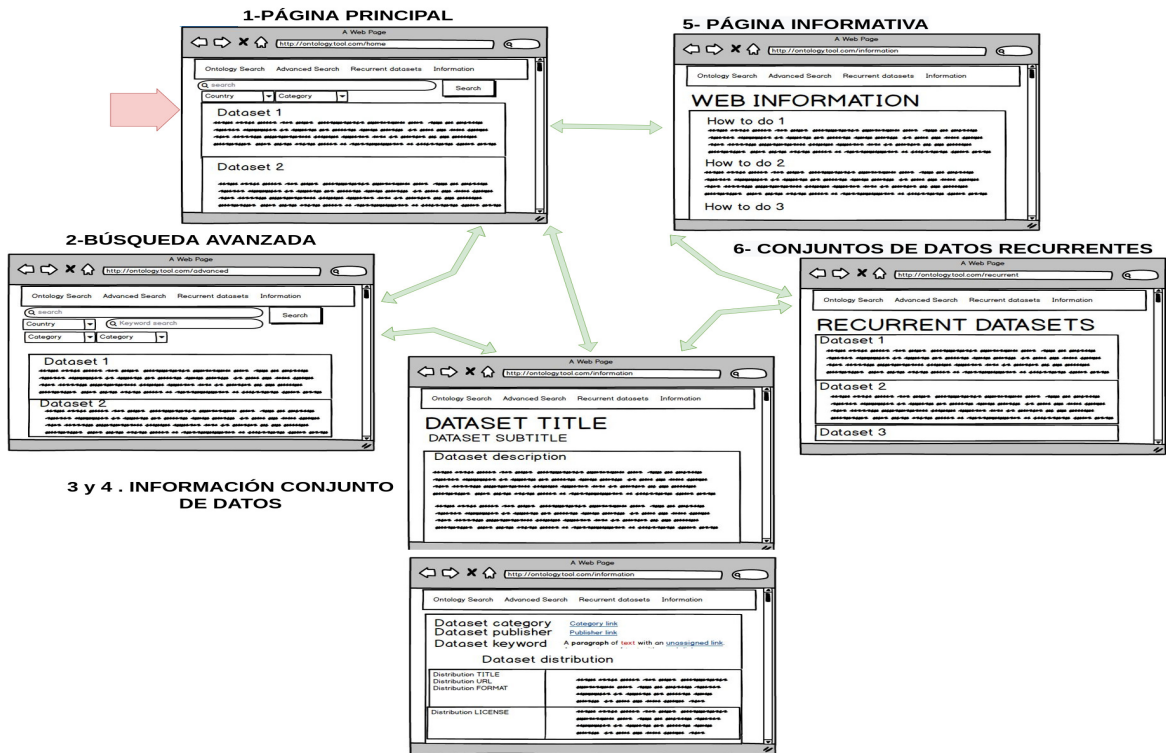 1-PÁGINA PRINCIPAL
A Web Page
http://ontology.tool.com/home
Ontology Search Advanced Search Recurrent datasets Information
search
Search
Country Category
Dataset 1
Dataset 2
5- PÁGINA INFORMATIVA
A Web Page
http://ontology.tool.com/information
Ontology Search Advanced Search Recurrent datasets Information
WEB INFORMATION
How to do 1
How to do 2
How to do 3
2-BÚSQUEDA AVANZADA
A Web Page
http://ontology.tool.com/advanced
Ontology Search Advanced Search Recurrent datasets Information
search
Search
Country Keyword search
Category Category
Dataset 1
Dataset 2
6- CONJUNTOS DE DATOS RECURRENTES
A Web Page
http://ontology.tool.com/recurrent
Ontology Search Advanced Search Recurrent datasets Information
RECURRENT DATASETS
Dataset 1
Dataset 2
Dataset 3
3 y 4 . INFORMACIÓN CONJUNTO
DE DATOS
A Web Page
http://ontology.tool.com/information
Ontology Search Advanced Search Recurrent datasets Information
DATASET TITLE
DATASET SUBTITLE
Dataset description
A Web Page
http://ontology.tool.com/information
Ontology Search Advanced Search Recurrent datasets Information
Dataset category Category link
Dataset publisher Publisher link
Dataset keyword A paragraph of text with an unassigned link.
Dataset distribution
Distribution TITLE
Distribution URL
Distribution FORMAT
Distribution LICENSE